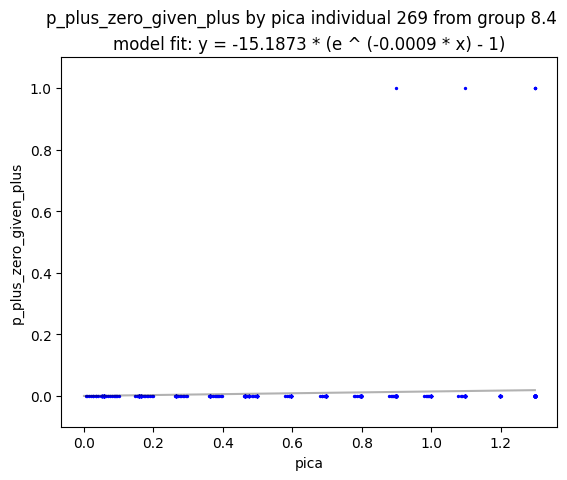 p_plus_zero_given_plus by pica individual 269 from group 8.4
model fit: y = -15.1873 * (e ^ (-0.0009 * x) - 1)
1.0
0.8
0.6
0.4
0.2
0.0
p_plus_zero_given_plus
0.0 0.2 0.4 0.6 0.8 1.0 1.2
pica